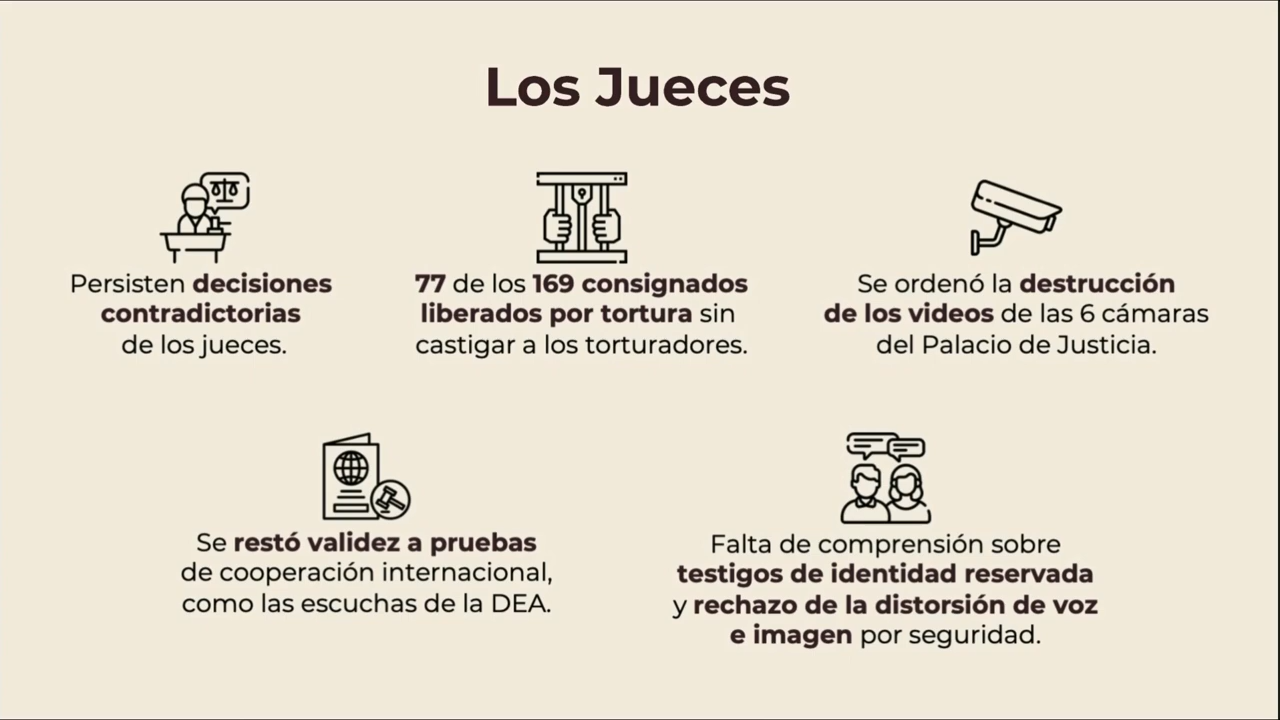 Los Jueces
Persisten decisiones
contradictorias
de los jueces.
77 de los 169 consignados
liberados por tortura sin
castigar a los torturadores.
Se ordenó la destrucción
de los videos de las 6 cámaras
del Palacio de Justicia.
Se restó validez a pruebas
de cooperación internacional,
como las escuchas de la DEA.
Falta de comprensión sobre
testigos de identidad reservada
y rechazo de la distorsión de voz
e imagen por seguridad.